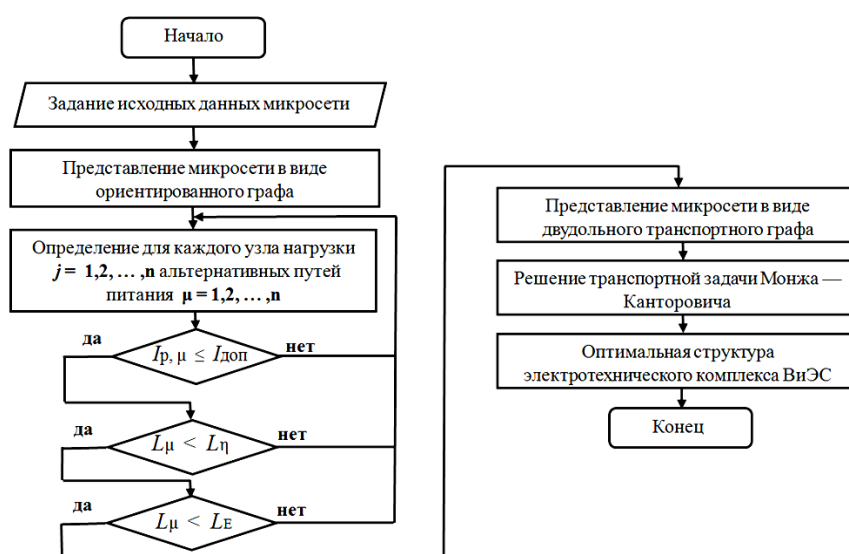 Начало
Задание исходных данных микросети
Представление микросети в виде
ориентированного графа
Определение для каждого узла нагрузки
j = 1,2, … ,n альтернативных путей
питания μ = 1,2, … ,n
да
Iр, μ ≤ Iдоп
нет
да
Lμ < Lη
нет
да
Lμ < LE
нет
Представление микросети в виде
двудольного транспортного графа
Решение транспортной задачи Монжа —
Канторовича
Оптимальная структура
электротехнического комплекса ВиЭС
Конец